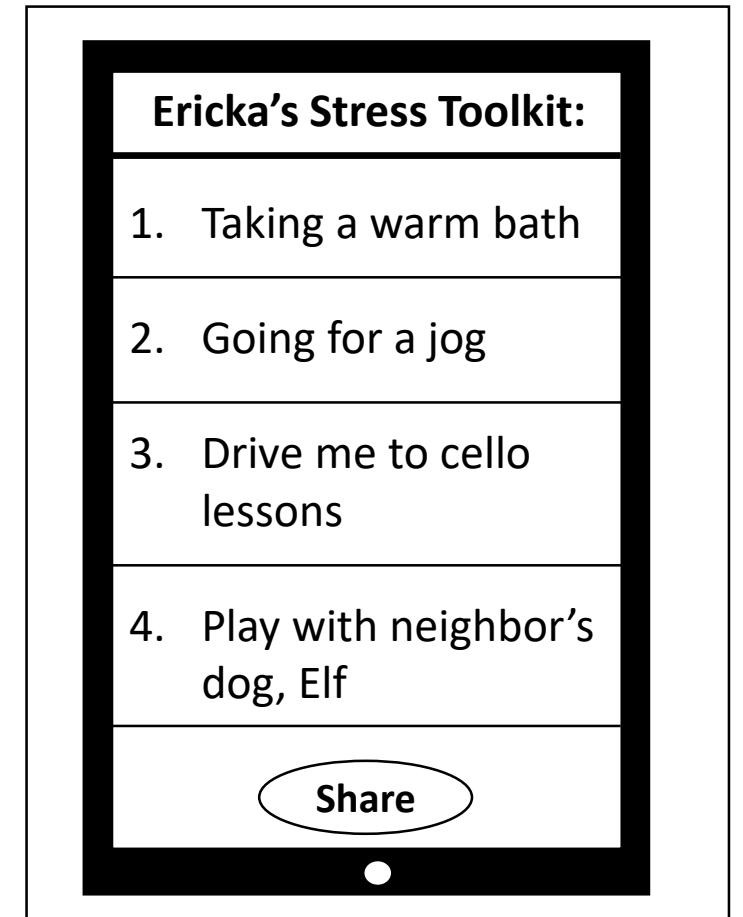 Ericka’s Stress Toolkit:
1. Taking a warm bath
2. Going for a jog
3. Drive me to cello
lessons
4. Play with neighbor’s
dog, Elf
Share